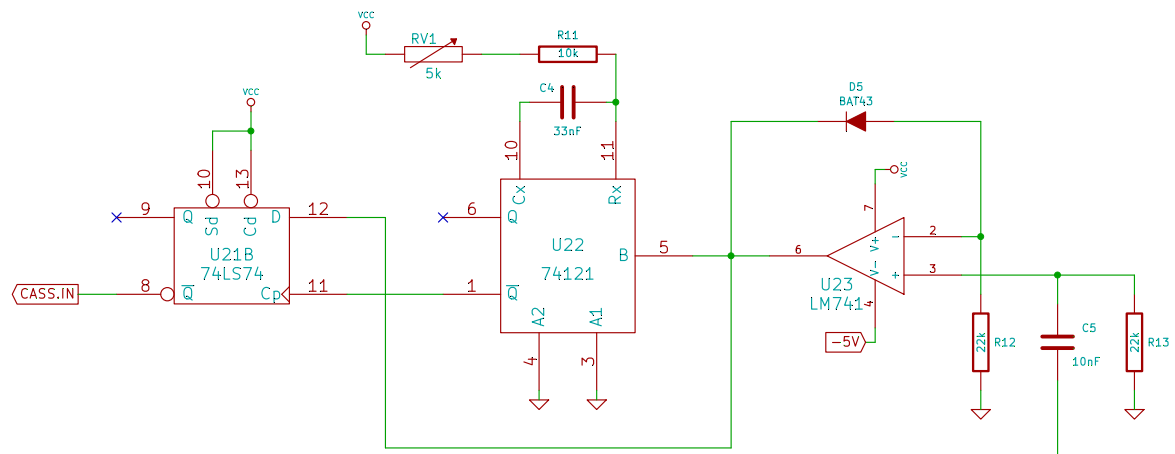 VCC
RV1
5k
R11
10k
C4
33nF
VCC
10
13
9
Q
Sd
Cd
D
12
U21B
74LS74
CASS.IN
8
Q
Cp
11
10
11
Cx
Rx
6
Q
U22
74121
B
5
1
Q
A2
A1
4
3
D5
BAT43
VCC
7
V+
-
2
6
V-
+
3
U23
LM741
4
-5V
22k
R12
C5
10nF
22k
R13